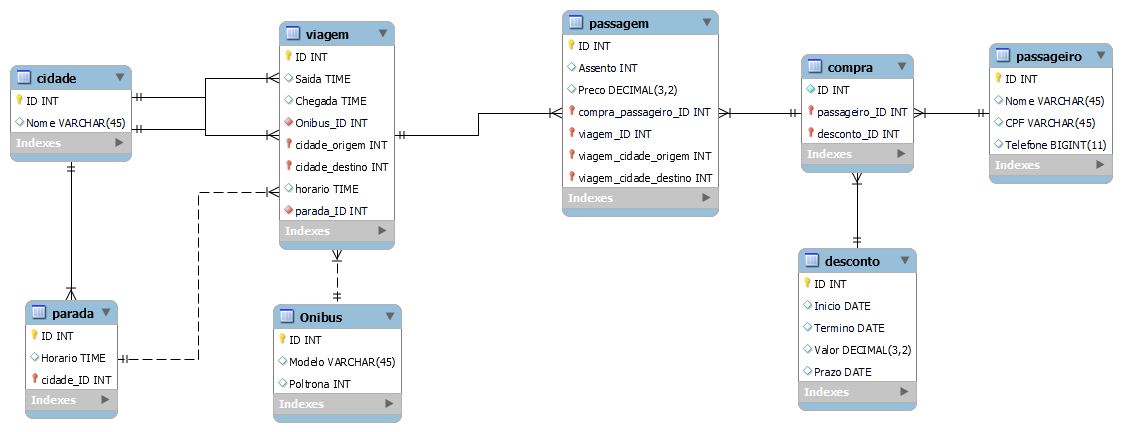 cidade
ID INT
Nome VARCHAR(45)
Indexes
viagem
ID INT
Saida TIME
Chegada TIME
Onibus_ID INT
cidade_origem INT
cidade_destino INT
horario TIME
parada_ID INT
Indexes
passagem
ID INT
Assento INT
Preco DECIMAL(3,2)
compra_passageiro_ID INT
viagem_ID INT
viagem_cidade_origem INT
viagem_cidade_destino INT
Indexes
compra
ID INT
passageiro_ID INT
desconto_ID INT
Indexes
passageiro
ID INT
Nome VARCHAR(45)
CPF VARCHAR(45)
Telefone BIGINT(11)
Indexes
parada
ID INT
Horario TIME
cidade_ID INT
Indexes
Onibus
ID INT
Modelo VARCHAR(45)
Poltrona INT
Indexes
desconto
ID INT
Inicio DATE
Termino DATE
Valor DECIMAL(3,2)
Prazo DATE
Indexes